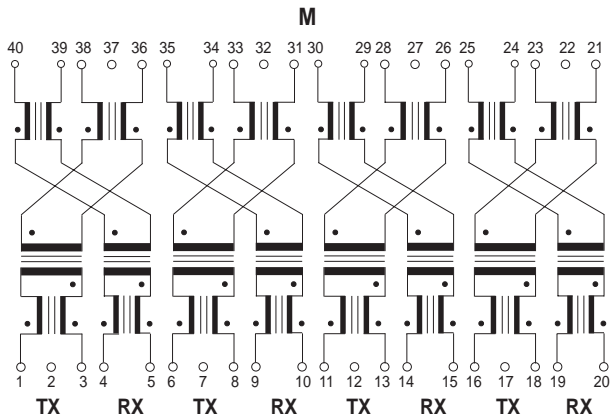 M
40 39 38 37 36 35 34 33 32 31 30 29 28 27 26 25 24 23 22 21
1 2 3 4 5 6 7 8 9 10 11 12 13 14 15 16 17 18 19 20
TX RX TX RX TX RX TX RX